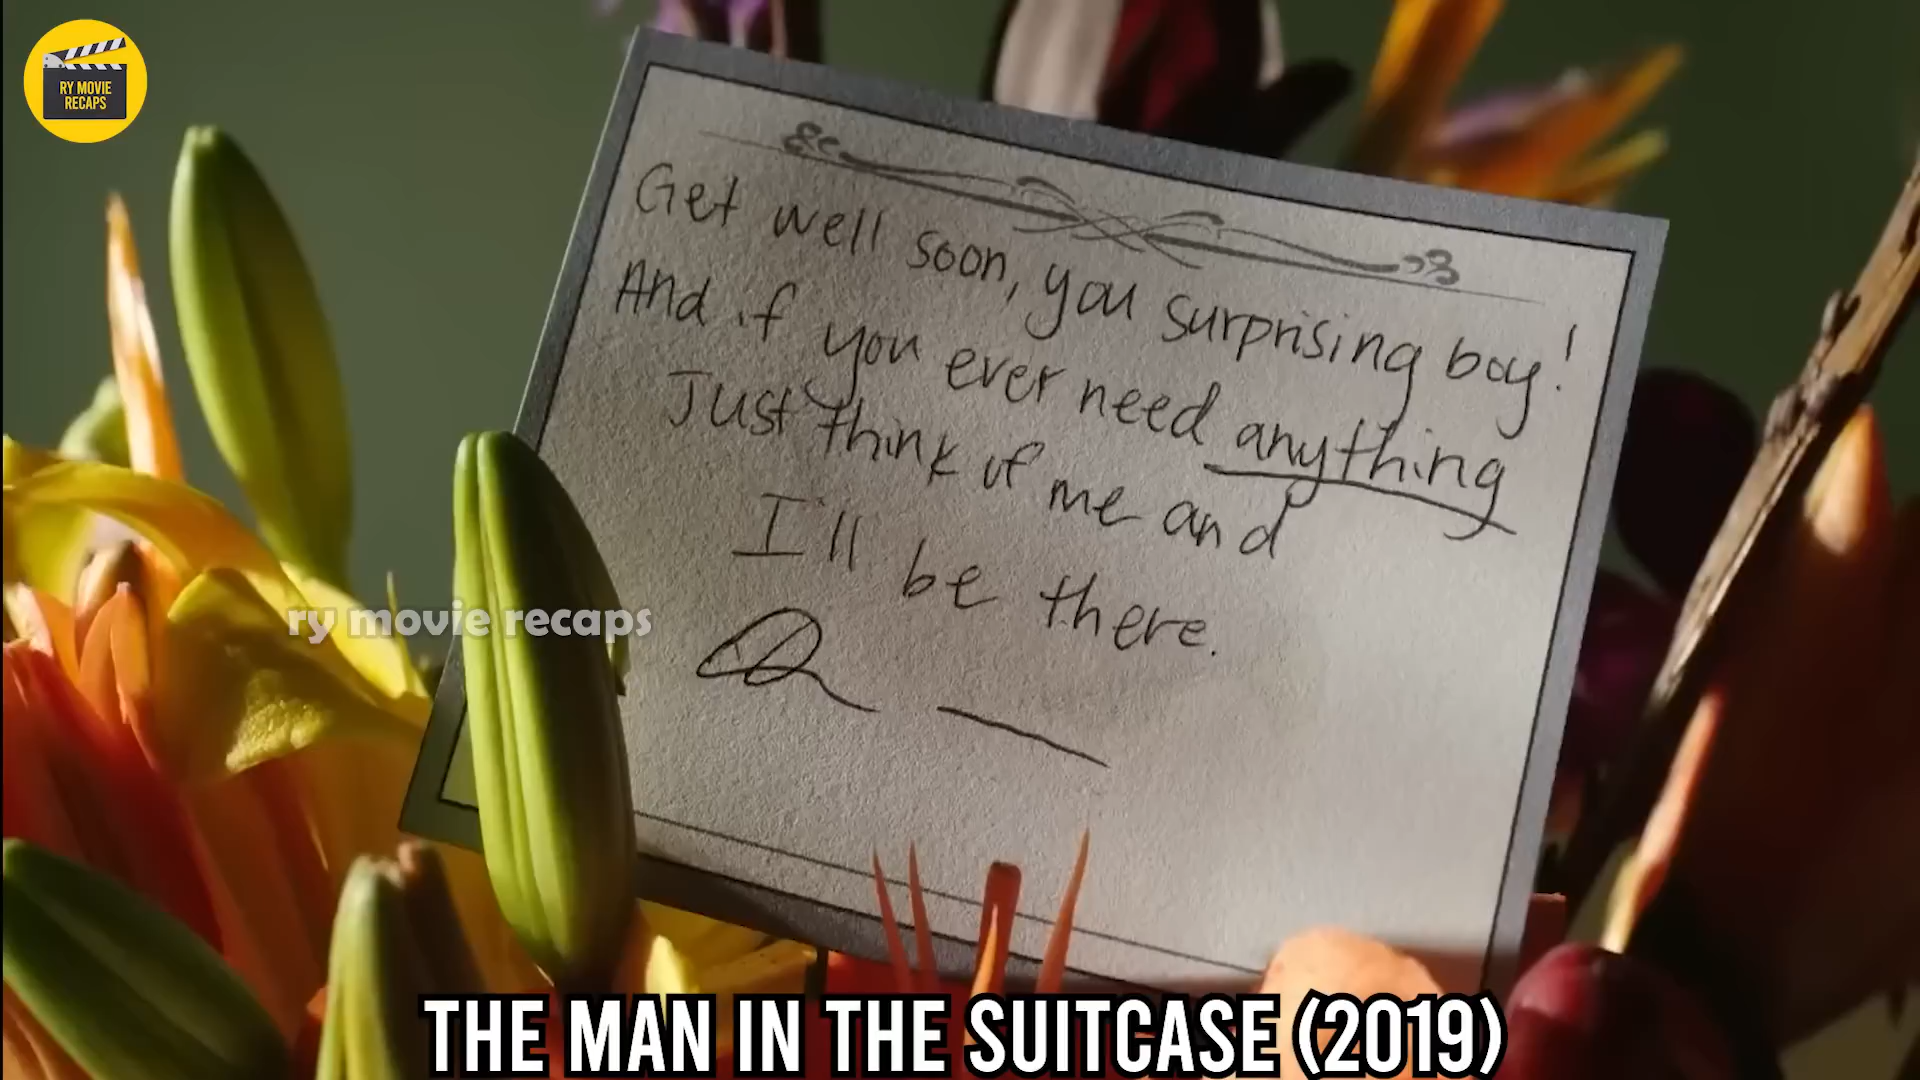 RY MOVIE
RECAPS
Get well soon, you surprising boy!
And if you ever need anything
Just think of me and
I'll be there.
ry movie recaps
THE MAN IN THE SUITCASE (2019)